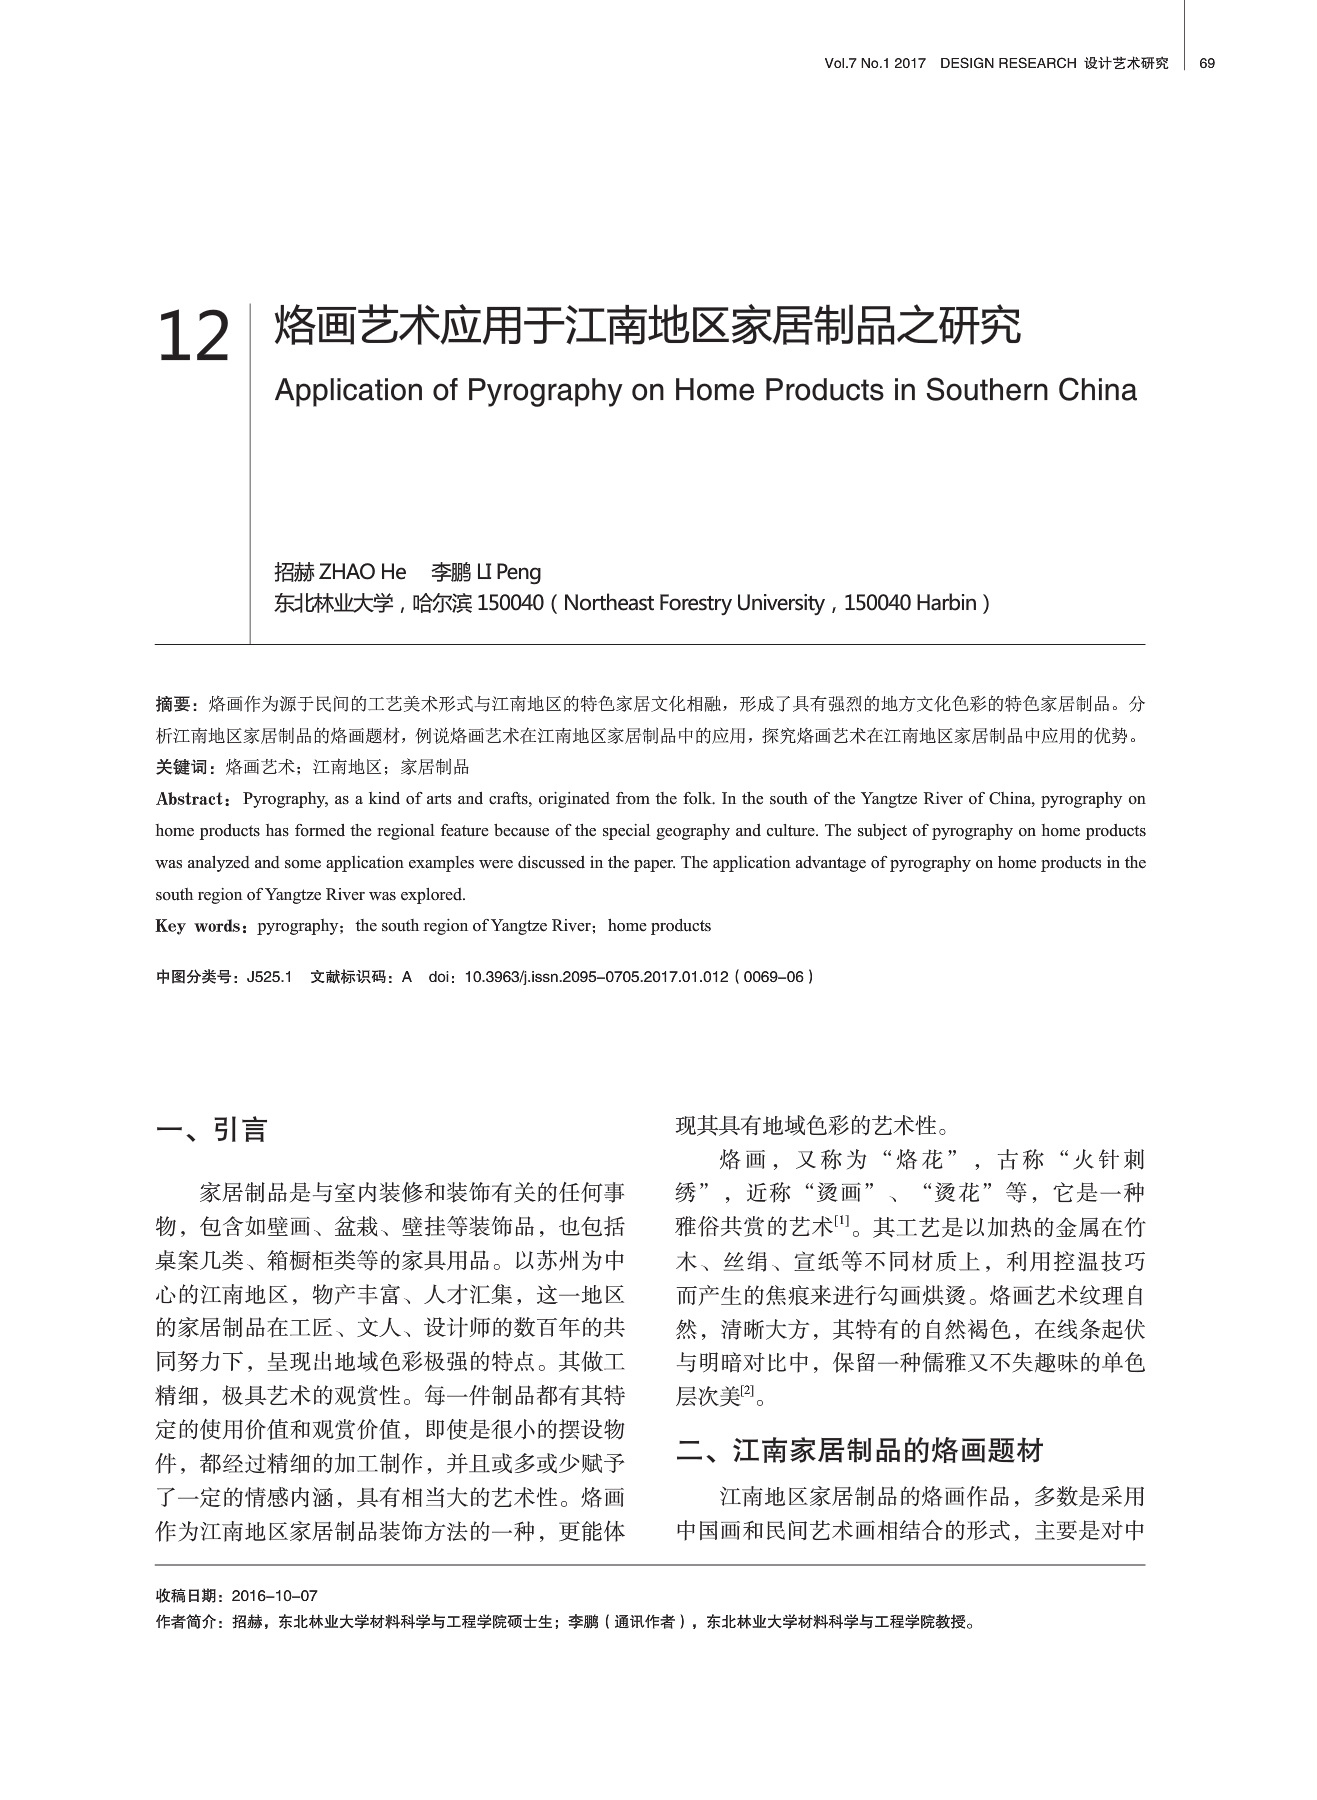 Vol.7 No.1 2017 DESIGN RESEARCH 设计艺术研究 69
12
烙画艺术应用于江南地区家居制品之研究
Application of Pyrography on Home Products in Southern China
招赫 ZHAO He 李鹏 LI Peng
东北林业大学，哈尔滨 150040（Northeast Forestry University，150040 Harbin）
摘要：烙画作为源于民间的工艺美术形式与江南地区的特色家居文化相融，形成了具有强烈的地方文化色彩的特色家居制品。分
析江南地区家居制品的烙画题材，例说烙画艺术在江南地区家居制品中的应用，探究烙画艺术在江南地区家居制品中应用的优势。
关键词：烙画艺术；江南地区；家居制品
Abstract：Pyrography, as a kind of arts and crafts, originated from the folk. In the south of the Yangtze River of China, pyrography on
home products has formed the regional feature because of the special geography and culture. The subject of pyrography on home products
was analyzed and some application examples were discussed in the paper. The application advantage of pyrography on home products in the
south region of Yangtze River was explored.
Key words：pyrography；the south region of Yangtze River；home products
中图分类号：J525.1 文献标识码：A doi：10.3963/j.issn.2095-0705.2017.01.012（0069-06）
一、引言
家居制品是与室内装修和装饰有关的任何事
物，包含如壁画、盆栽、壁挂等装饰品，也包括
桌案几类、箱橱柜类等的家具用品。以苏州为中
心的江南地区，物产丰富、人才汇集，这一地区
的家居制品在工匠、文人、设计师的数百年的共
同努力下，呈现出地域色彩极强的特点。其做工
精细，极具艺术的观赏性。每一件制品都有其特
定的使用价值和观赏价值，即使是很小的摆设物
件，都经过精细的加工制作，并且或多或少赋予
了一定的情感内涵，具有相当大的艺术性。烙画
作为江南地区家居制品装饰方法的一种，更能体
现其具有地域色彩的艺术性。
烙画，又称为“烙花”，古称“火针刺
绣”，近称“烫画”、“烫花”等，它是一种
雅俗共赏的艺术[1]。其工艺是以加热的金属在竹
木、丝绢、宣纸等不同材质上，利用控温技巧
而产生的焦痕来进行勾画烘烫。烙画艺术纹理自
然，清晰大方，其特有的自然褐色，在线条起伏
与明暗对比中，保留一种儒雅又不失趣味的单色
层次美[2]。
二、江南家居制品的烙画题材
江南地区家居制品的烙画作品，多数是采用
中国画和民间艺术画相结合的形式，主要是对中
收稿日期：2016-10-07
作者简介：招赫，东北林业大学材料科学与工程学院硕士生；李鹏（通讯作者），东北林业大学材料科学与工程学院教授。